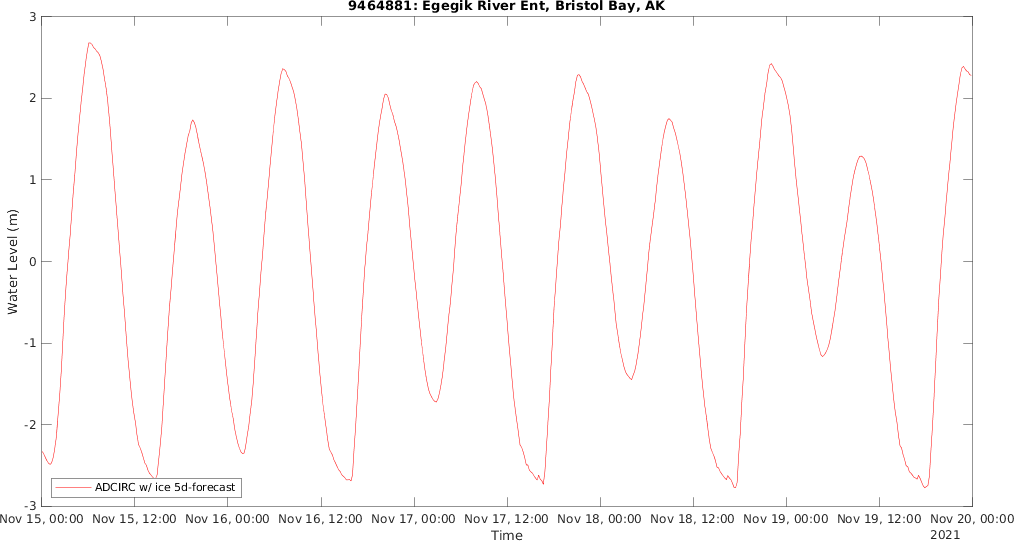 9464881: Egegik River Ent, Bristol Bay, AK
3
2
1
0
-1
-2
-3
Water Level (m)
ADCIRC w/ ice 5d-forecast
Nov 15, 00:00 Nov 15, 12:00 Nov 16, 00:00 Nov 16, 12:00 Nov 17, 00:00 Nov 17, 12:00 Nov 18, 00:00 Nov 18, 12:00 Nov 19, 00:00 Nov 19, 12:00 Nov 20, 00:00
Time
2021